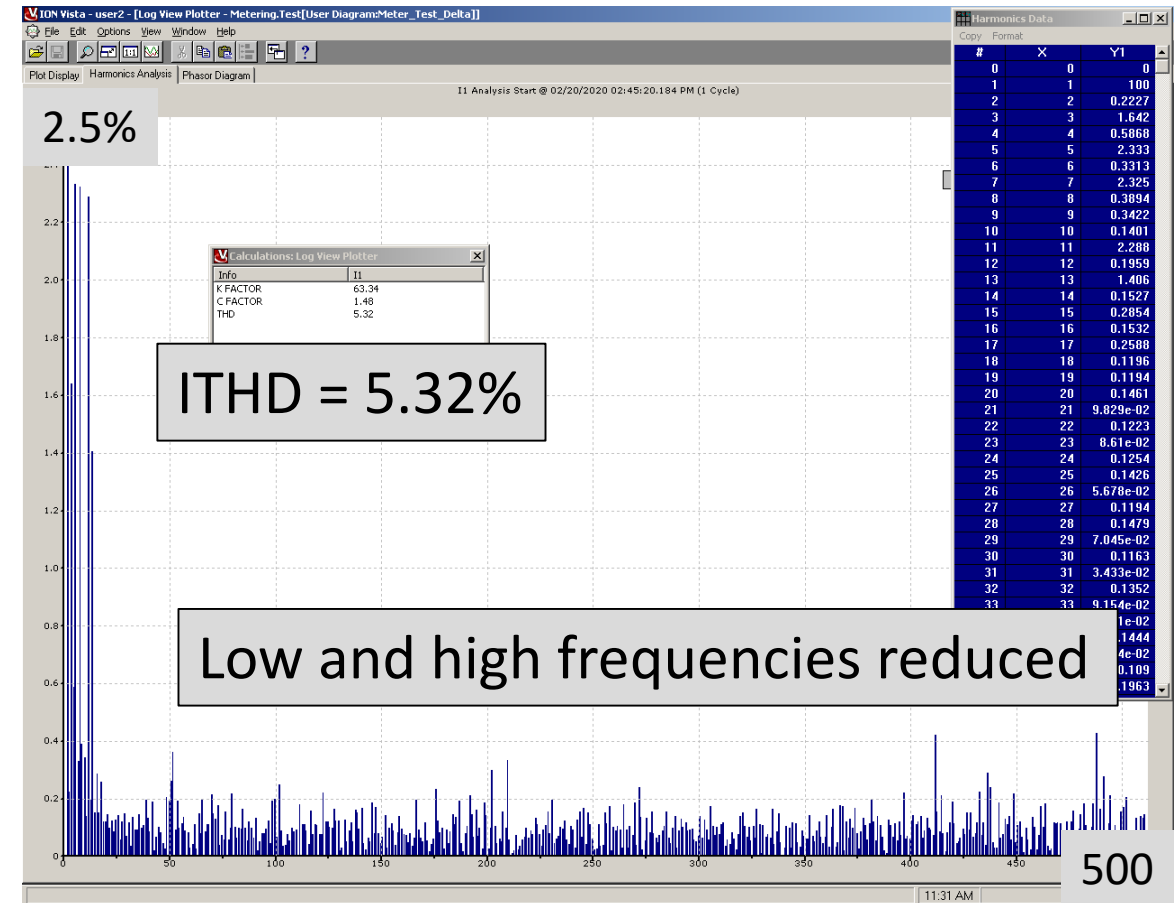 ION Vista - user2 - [Log View Plotter - Metering.Test[User Diagram:Meter_Test_Delta]]
File Edit Options View Window Help
Plot Display Harmonics Analysis Phasor Diagram
I1 Analysis Start @ 02/20/2020 02:45:20.184 PM (1 Cycle)
2.5%
2.2
2.0
1.8
1.6
1.4
1.2
1.0
0.8
0.6
0.4
0.2
0
0 50 100 150 200 250 300 350 400 450
500
Calculations: Log View Plotter
Info I1
K FACTOR 63.34
C FACTOR 1.48
THD 5.32
ITHD = 5.32%
Low and high frequencies reduced
Harmonics Data
Copy Format
# X Y1
0 0 0
1 1 100
2 2 0.2227
3 3 1.642
4 4 0.5868
5 5 2.333
6 6 0.3313
7 7 2.325
8 8 0.3894
9 9 0.3422
10 10 0.1401
11 11 2.288
12 12 0.1959
13 13 1.406
14 14 0.1527
15 15 0.2854
16 16 0.1532
17 17 0.2588
18 18 0.1196
19 19 0.1194
20 20 0.1461
21 21 9.829e-02
22 22 0.1223
23 23 8.61e-02
24 24 0.1254
25 25 0.1426
26 26 5.678e-02
27 27 0.1194
28 28 0.1479
29 29 7.045e-02
30 30 0.1163
31 31 3.433e-02
32 32 0.1352
33 33 9.154e-02
1e-02
.1444
4e-02
0.109
.1963
11:31 AM